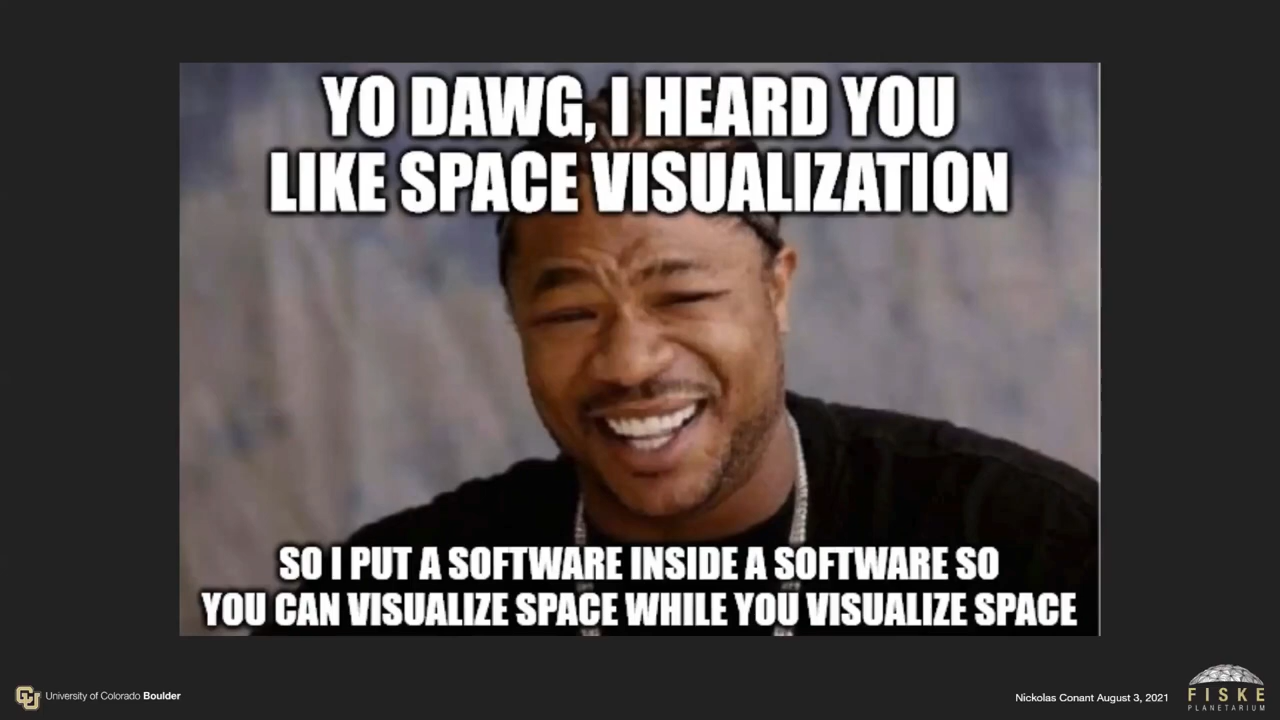 YO DAWG, I HEARD YOU
LIKE SPACE VISUALIZATION
SO I PUT A SOFTWARE INSIDE A SOFTWARE SO
YOU CAN VISUALIZE SPACE WHILE YOU VISUALIZE SPACE
CU University of Colorado Boulder
Nickolas Conant August 3, 2021
FISKE
PLANETARIUM